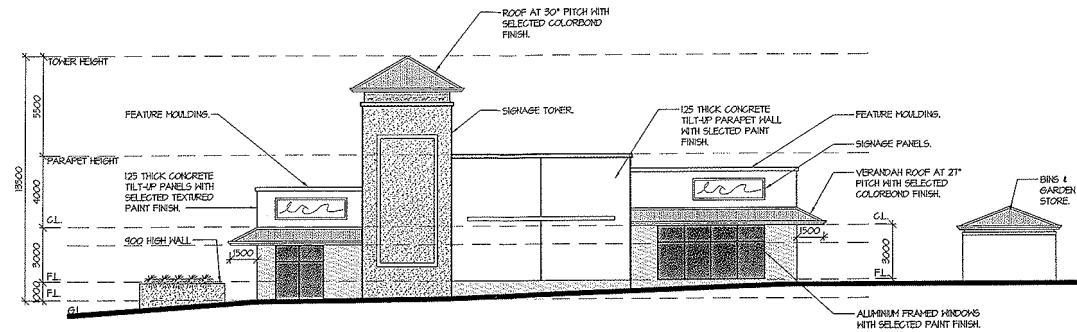 ROOF AT 30° PITCH WITH
SELECTED COLORBOND
FINISH.
TOWER HEIGHT
5500
FEATURE MOULDING.
SIGNAGE TOWER.
125 THICK CONCRETE
TILT-UP PARAPET WALL
WITH SLECTED PAINT
FINISH.
FEATURE MOULDING.
SIGNAGE PANELS.
13500
PARAPET HEIGHT
4000
125 THICK CONCRETE
TILT-UP PANELS WITH
SELECTED TEXTURED
PAINT FINISH.
VERANDAH ROOF AT 27°
PITCH WITH SELECTED
COLORBOND FINISH.
BINS &
GARDEN
STORE.
C.L.
C.L.
900 HIGH WALL
1500
1500
3000
3000
F.L.
F.L.
1000
F.L.
G.L.
ALUMINIUM FRAMED WINDOWS
WITH SELECTED PAINT FINISH.